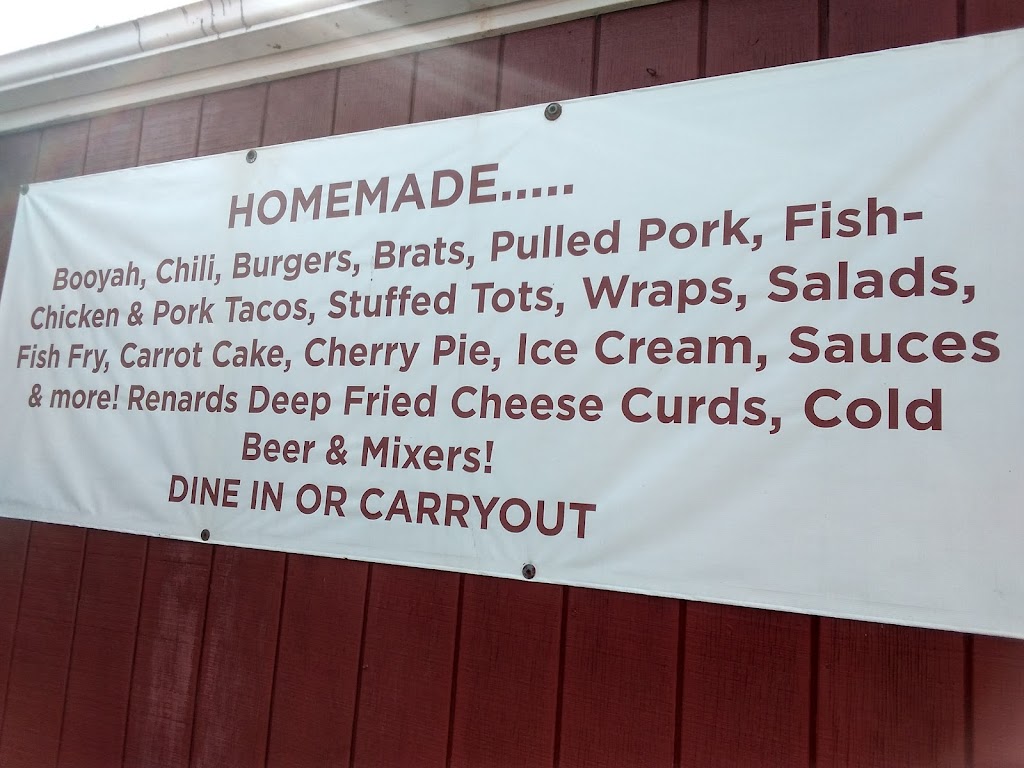 HOMEMADE.....
Booyah, Chili, Burgers, Brats, Pulled Pork, Fish-
Chicken & Pork Tacos, Stuffed Tots, Wraps, Salads,
Fish Fry, Carrot Cake, Cherry Pie, Ice Cream, Sauces
& more! Renards Deep Fried Cheese Curds, Cold
Beer & Mixers!
DINE IN OR CARRYOUT